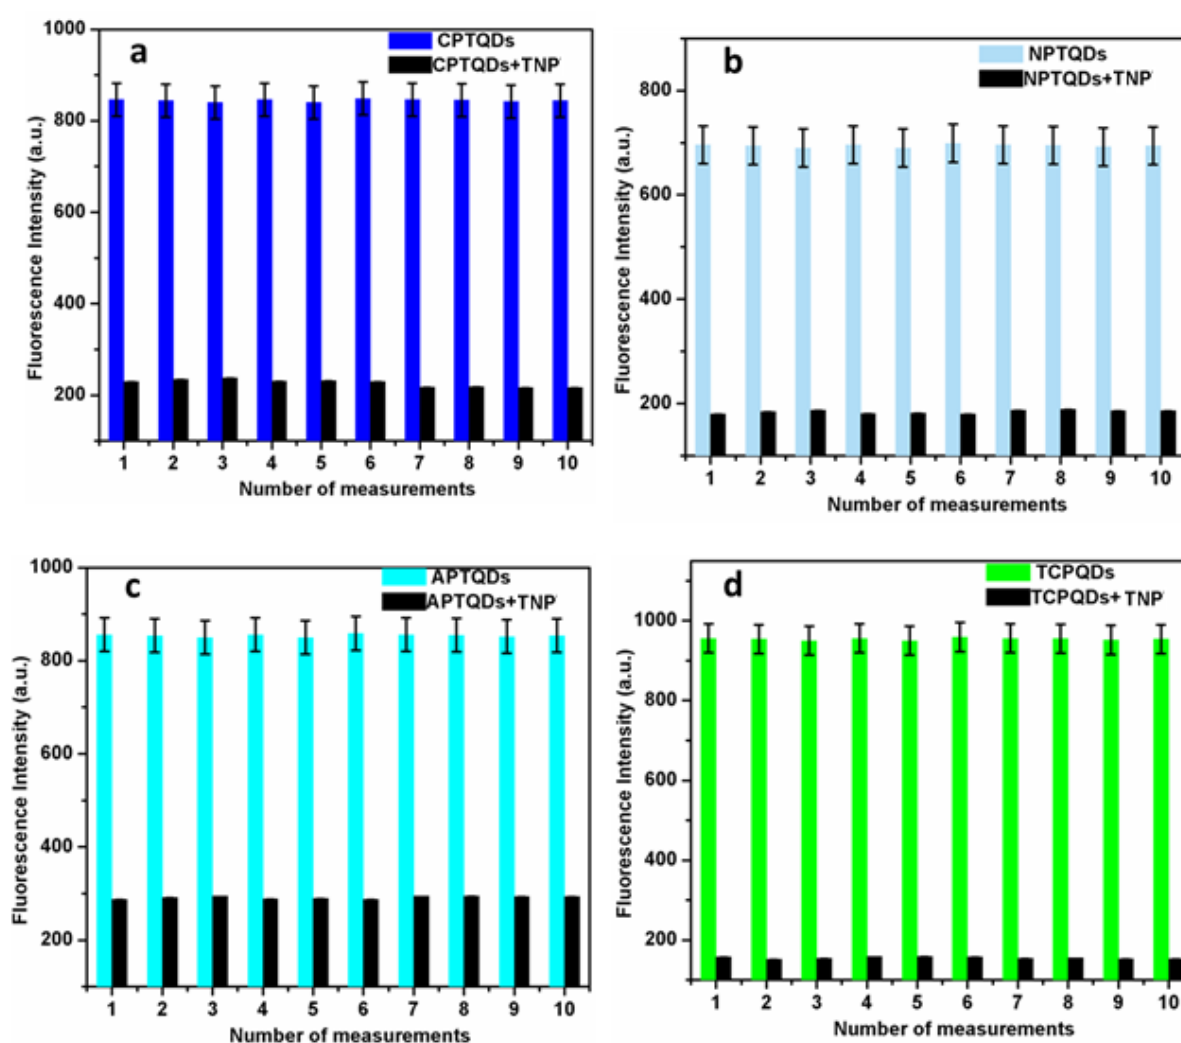 a
CPTQDs
CPTQDs+TNP
Fluorescence Intensity (a.u.)
1000
800
600
400
200
1 2 3 4 5 6 7 8 9 10
Number of measurements
b
NPTQDs
NPTQDs+TNP
Fluorescence Intensity (a.u.)
800
600
400
200
1 2 3 4 5 6 7 8 9 10
Number of measurements
c
APTQDs
APTQDs+TNP
Fluorescence Intensity (a.u.)
1000
800
600
400
200
1 2 3 4 5 6 7 8 9 10
Number of measurements
d
TCPQDs
TCPQDs+TNP
Fluorescence Intensity (a.u.)
1000
800
600
400
200
1 2 3 4 5 6 7 8 9 10
Number of measurements